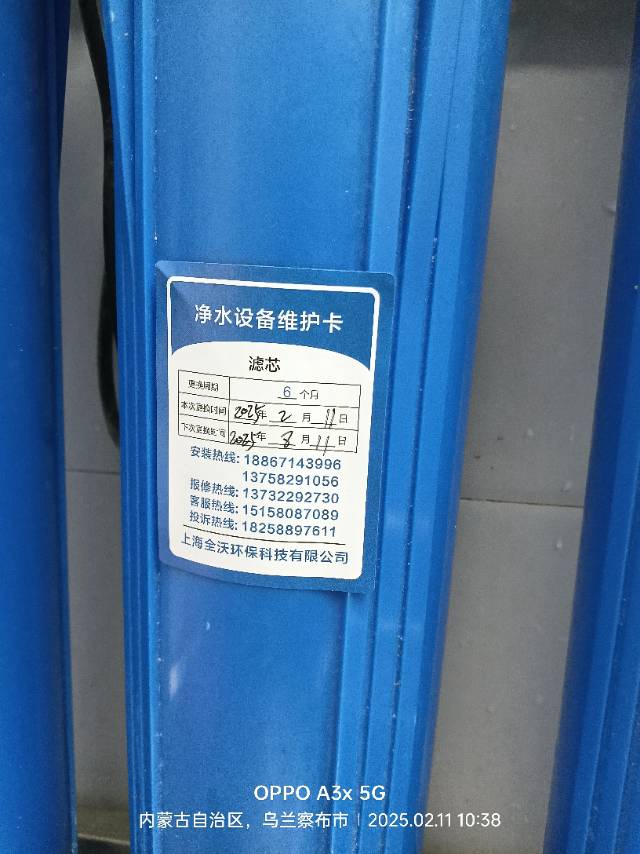 净水设备维护卡
滤芯
更换周期 6 个月
本次更换时间 2025年 2 月 11 日
下次更换时间 2025年 8 月 11 日
安装热线: 18867143996
13758291056
报修热线: 13732292730
客服热线: 15158087089
投诉热线: 18258897611
上海全沃环保科技有限公司
OPPO A3x 5G
内蒙古自治区，乌兰察布市 | 2025.02.11 10:38